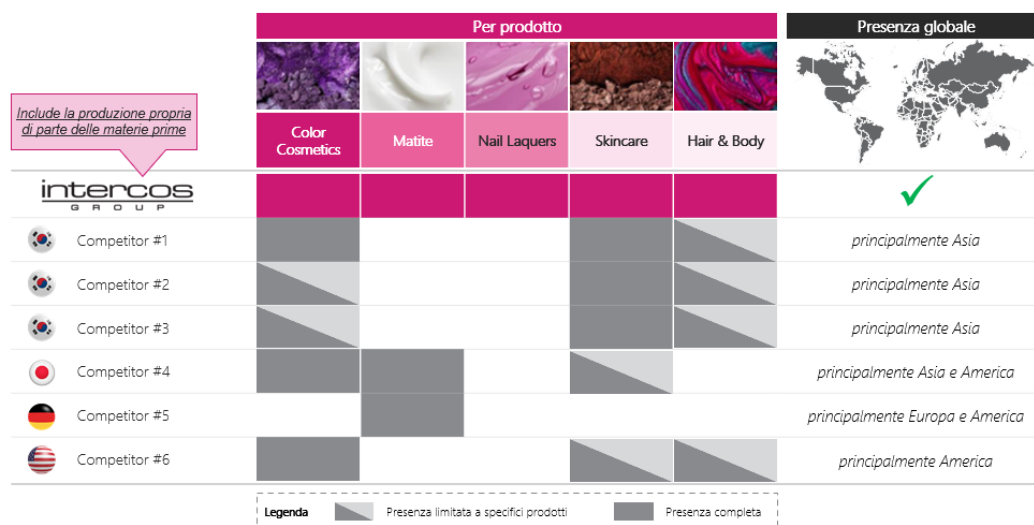 Per prodotto
Presenza globale
Include la produzione propria
di parte delle materie prime
Color
Cosmetics
Matite
Nail Laquers
Skincare
Hair & Body
intercos
GROUP
Competitor #1
principalmente Asia
Competitor #2
principalmente Asia
Competitor #3
principalmente Asia
Competitor #4
principalmente Asia e America
Competitor #5
principalmente Europa e America
Competitor #6
principalmente America
Legenda
Presenza limitata a specifici prodotti
Presenza completa